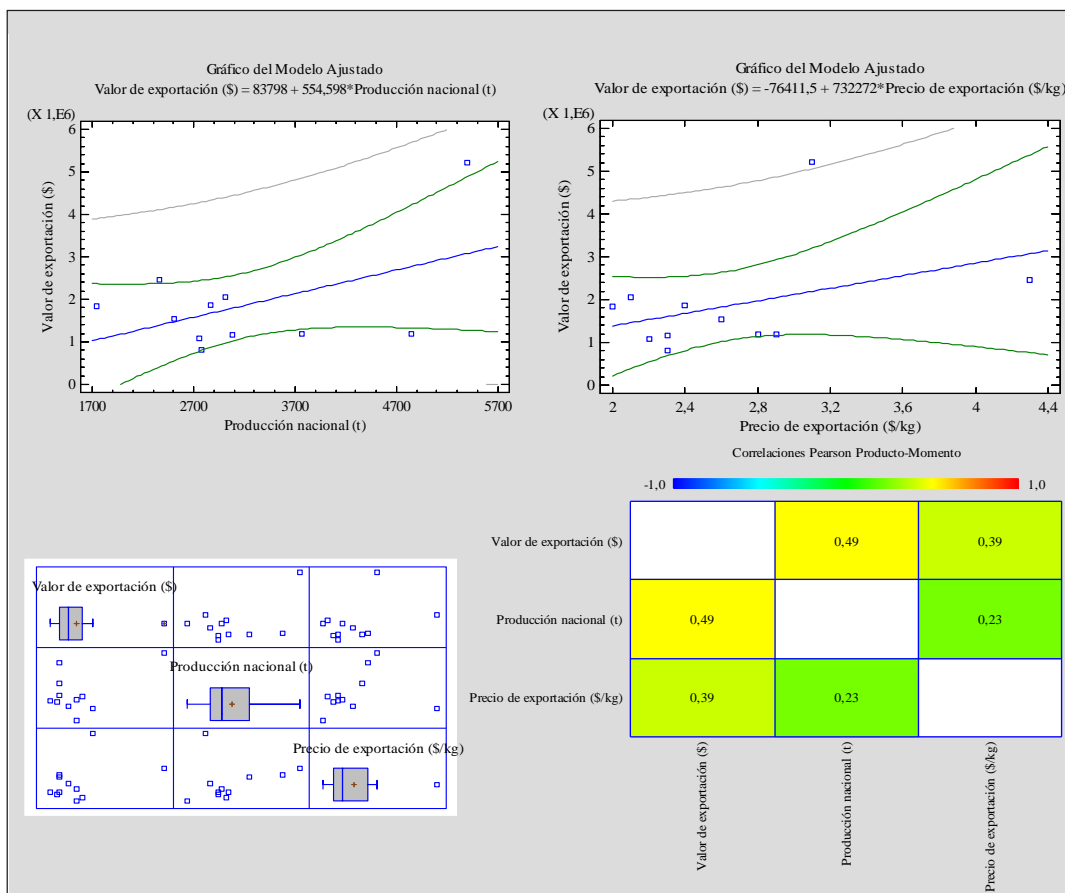 Gráfico del Modelo Ajustado
Valor de exportación ($) = 83798 + 554,598*Producción nacional (t)
(X 1,E6)
6
5
4
3
2
1
0
Valor de exportación ($)
1700
2700
3700
4700
5700
Producción nacional (t)
Gráfico del Modelo Ajustado
Valor de exportación ($) = -76411,5 + 732272*Precio de exportación ($/kg)
(X 1,E6)
6
5
4
3
2
1
0
Valor de exportación ($)
2
2,4
2,8
3,2
3,6
4
4,4
Precio de exportación ($/kg)
Valor de exportación ($)
Producción nacional (t)
Precio de exportación ($/kg)
Correlaciones Pearson Producto-Momento
-1,0
1,0
Valor de exportación ($)
0,49
0,39
Producción nacional (t)
0,49
0,23
Precio de exportación ($/kg)
0,39
0,23
Valor de exportación ($)
Producción nacional (t)
Precio de exportación ($/kg)